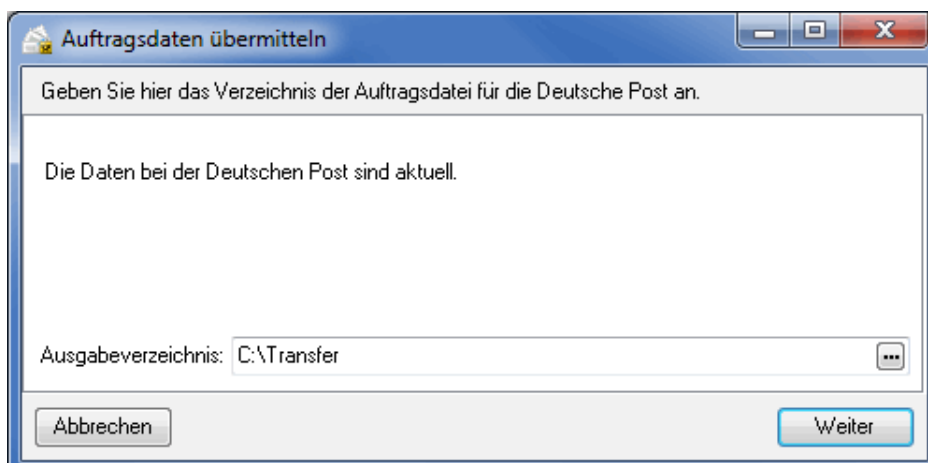 Auftragsdaten übermitteln
Geben Sie hier das Verzeichnis der Auftragsdatei für die Deutsche Post an.
Die Daten bei der Deutschen Post sind aktuell.
Ausgabeverzeichnis: C:\Transfer ...
Abbrechen Weiter